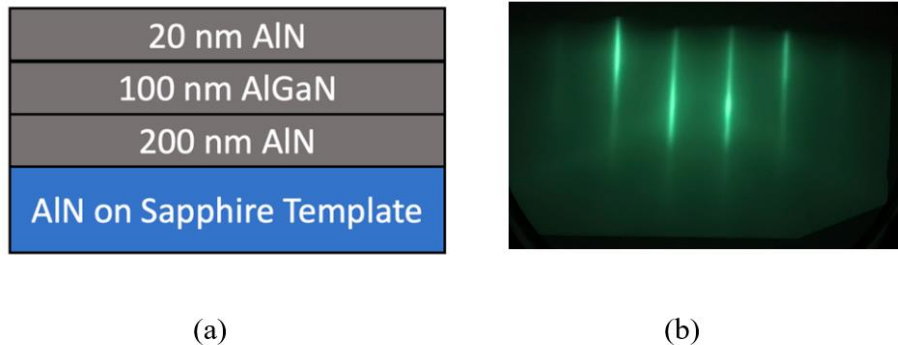 20 nm AlN
100 nm AlGaN
200 nm AlN
AlN on Sapphire Template
(a)
(b)